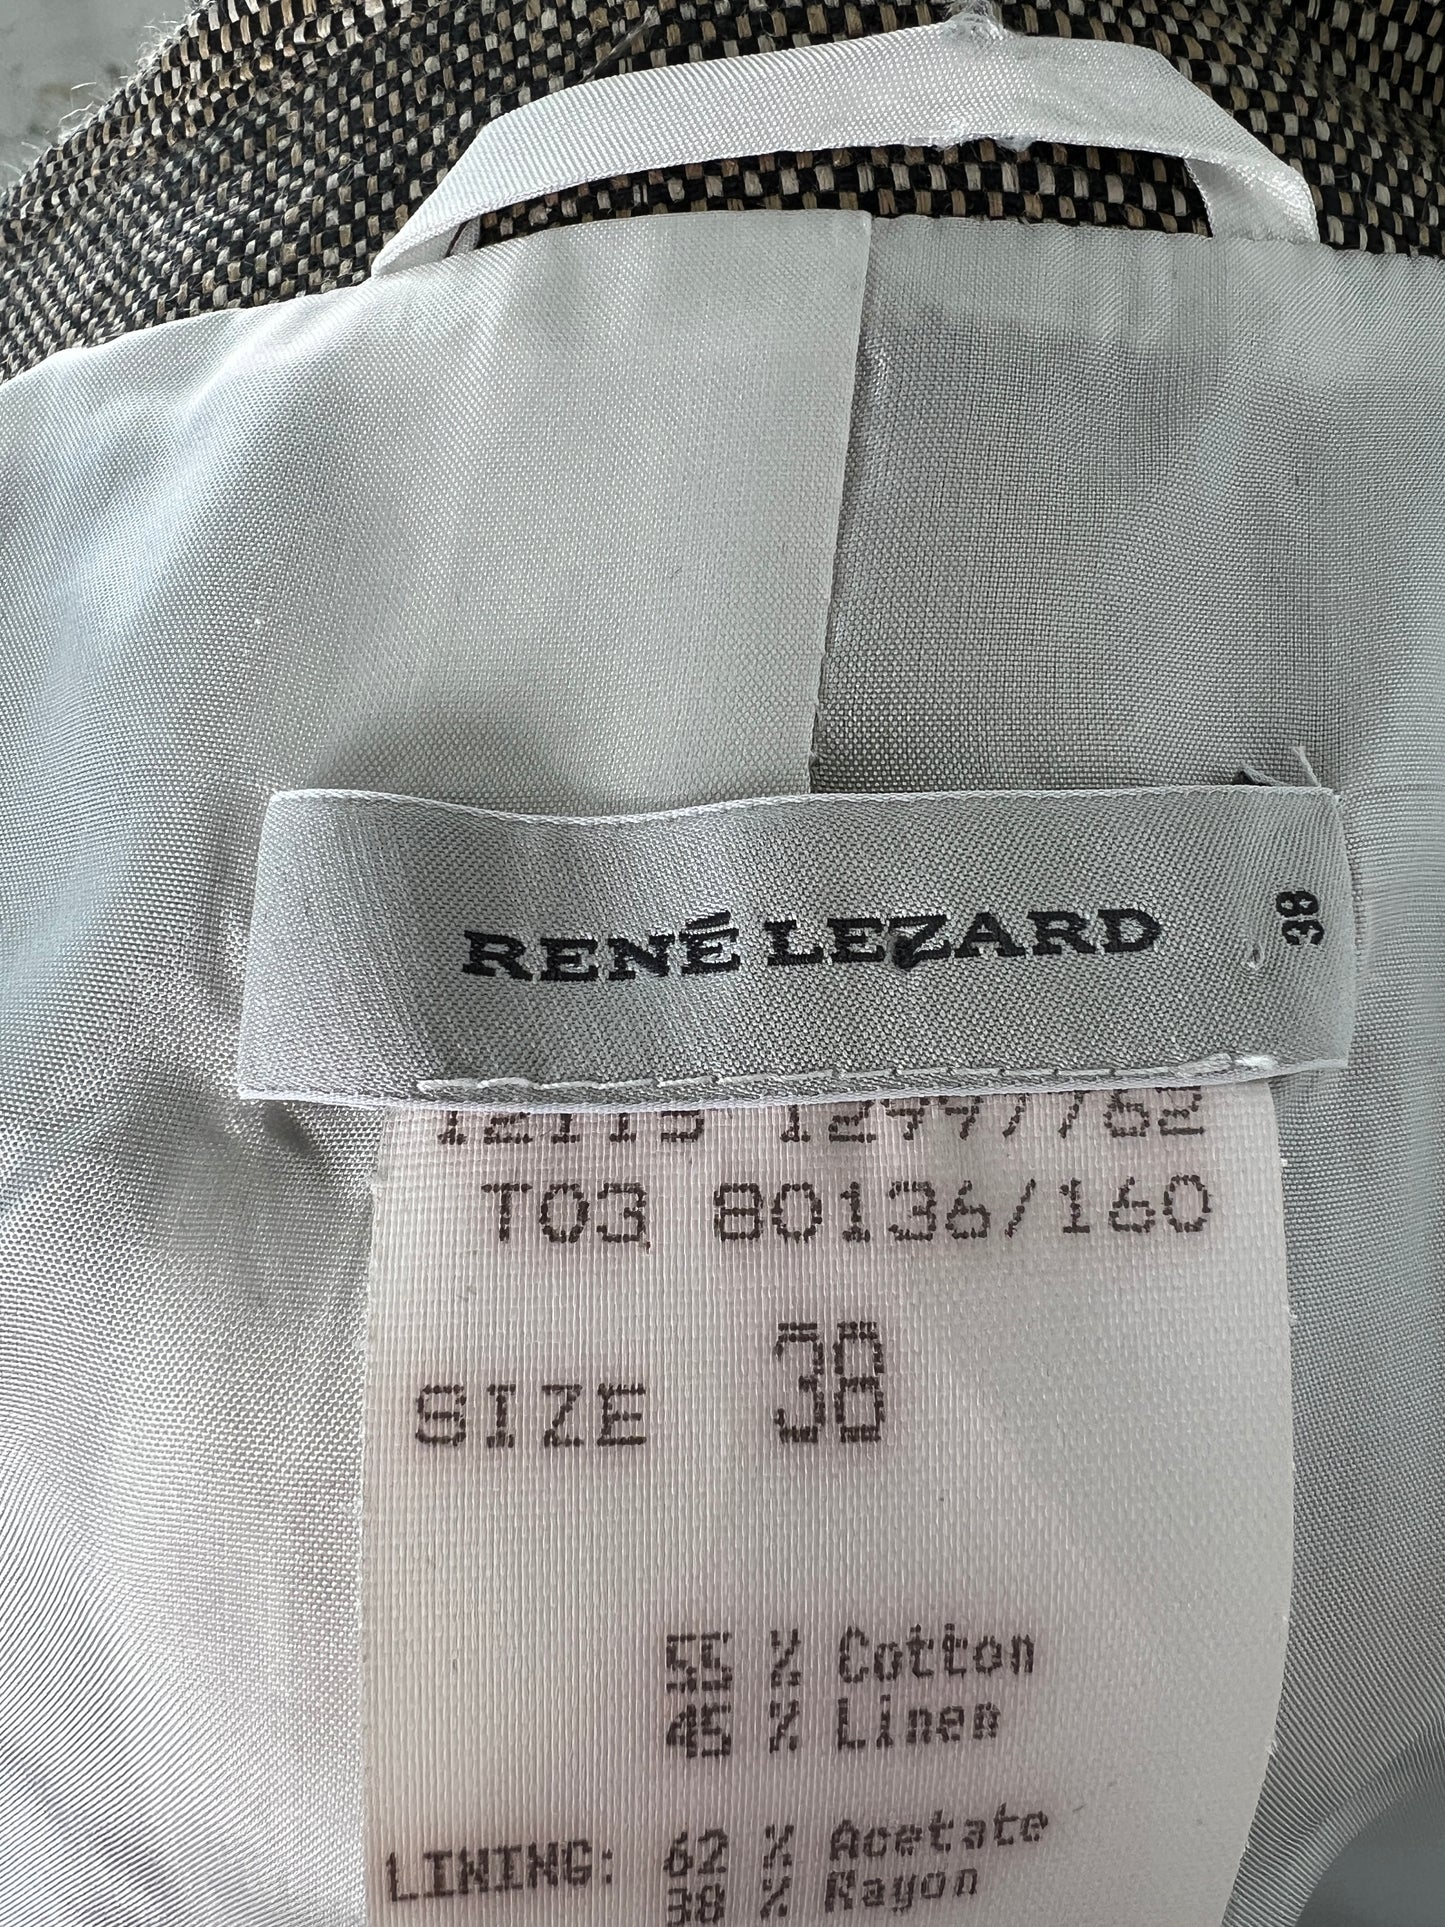 RENÉ LEZARD 38
T03 80136/160
SIZE 38
55 % Cotton
45 % Linen
LINING: 62 % Acetate
38 % Rayon